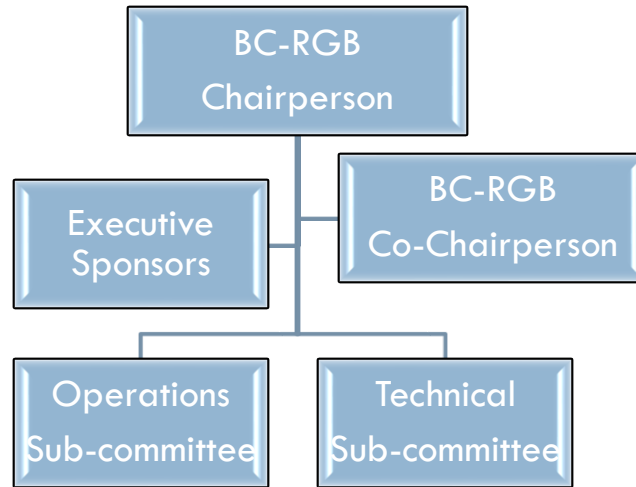 BC-RGB
Chairperson
Executive
Sponsors
BC-RGB
Co-Chairperson
Operations
Sub-committee
Technical
Sub-committee